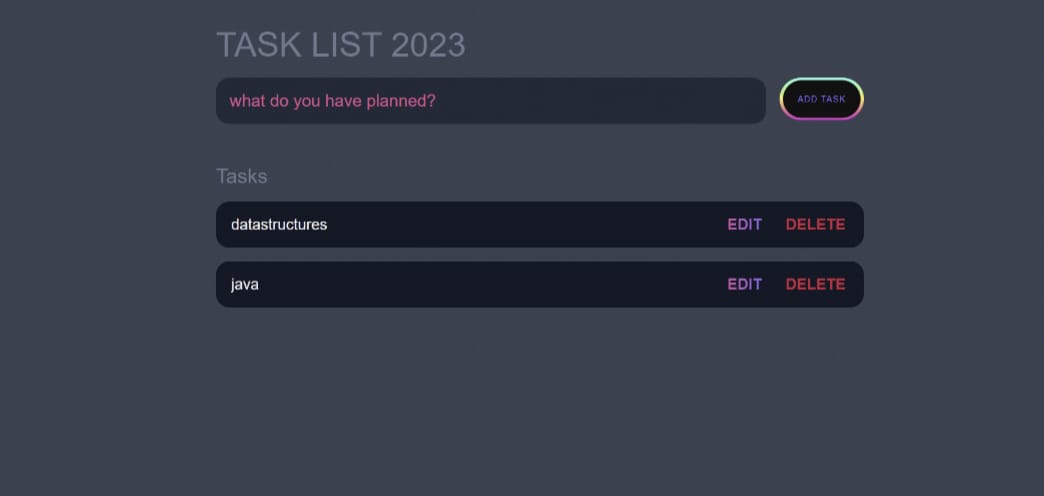 TASK LIST 2023
what do you have planned?
ADD TASK
Tasks
datastructures EDIT DELETE
java EDIT DELETE